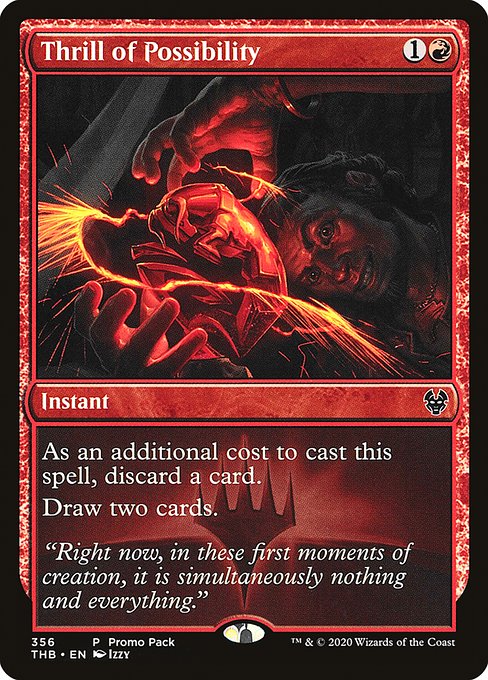 Thrill of Possibility 1
Instant
As an additional cost to cast this
spell, discard a card.
Draw two cards.
“Right now, in these first moments of
creation, it is simultaneously nothing
and everything.”
356 P Promo Pack ™ & © 2020 Wizards of the Coast
THB • EN Izzy